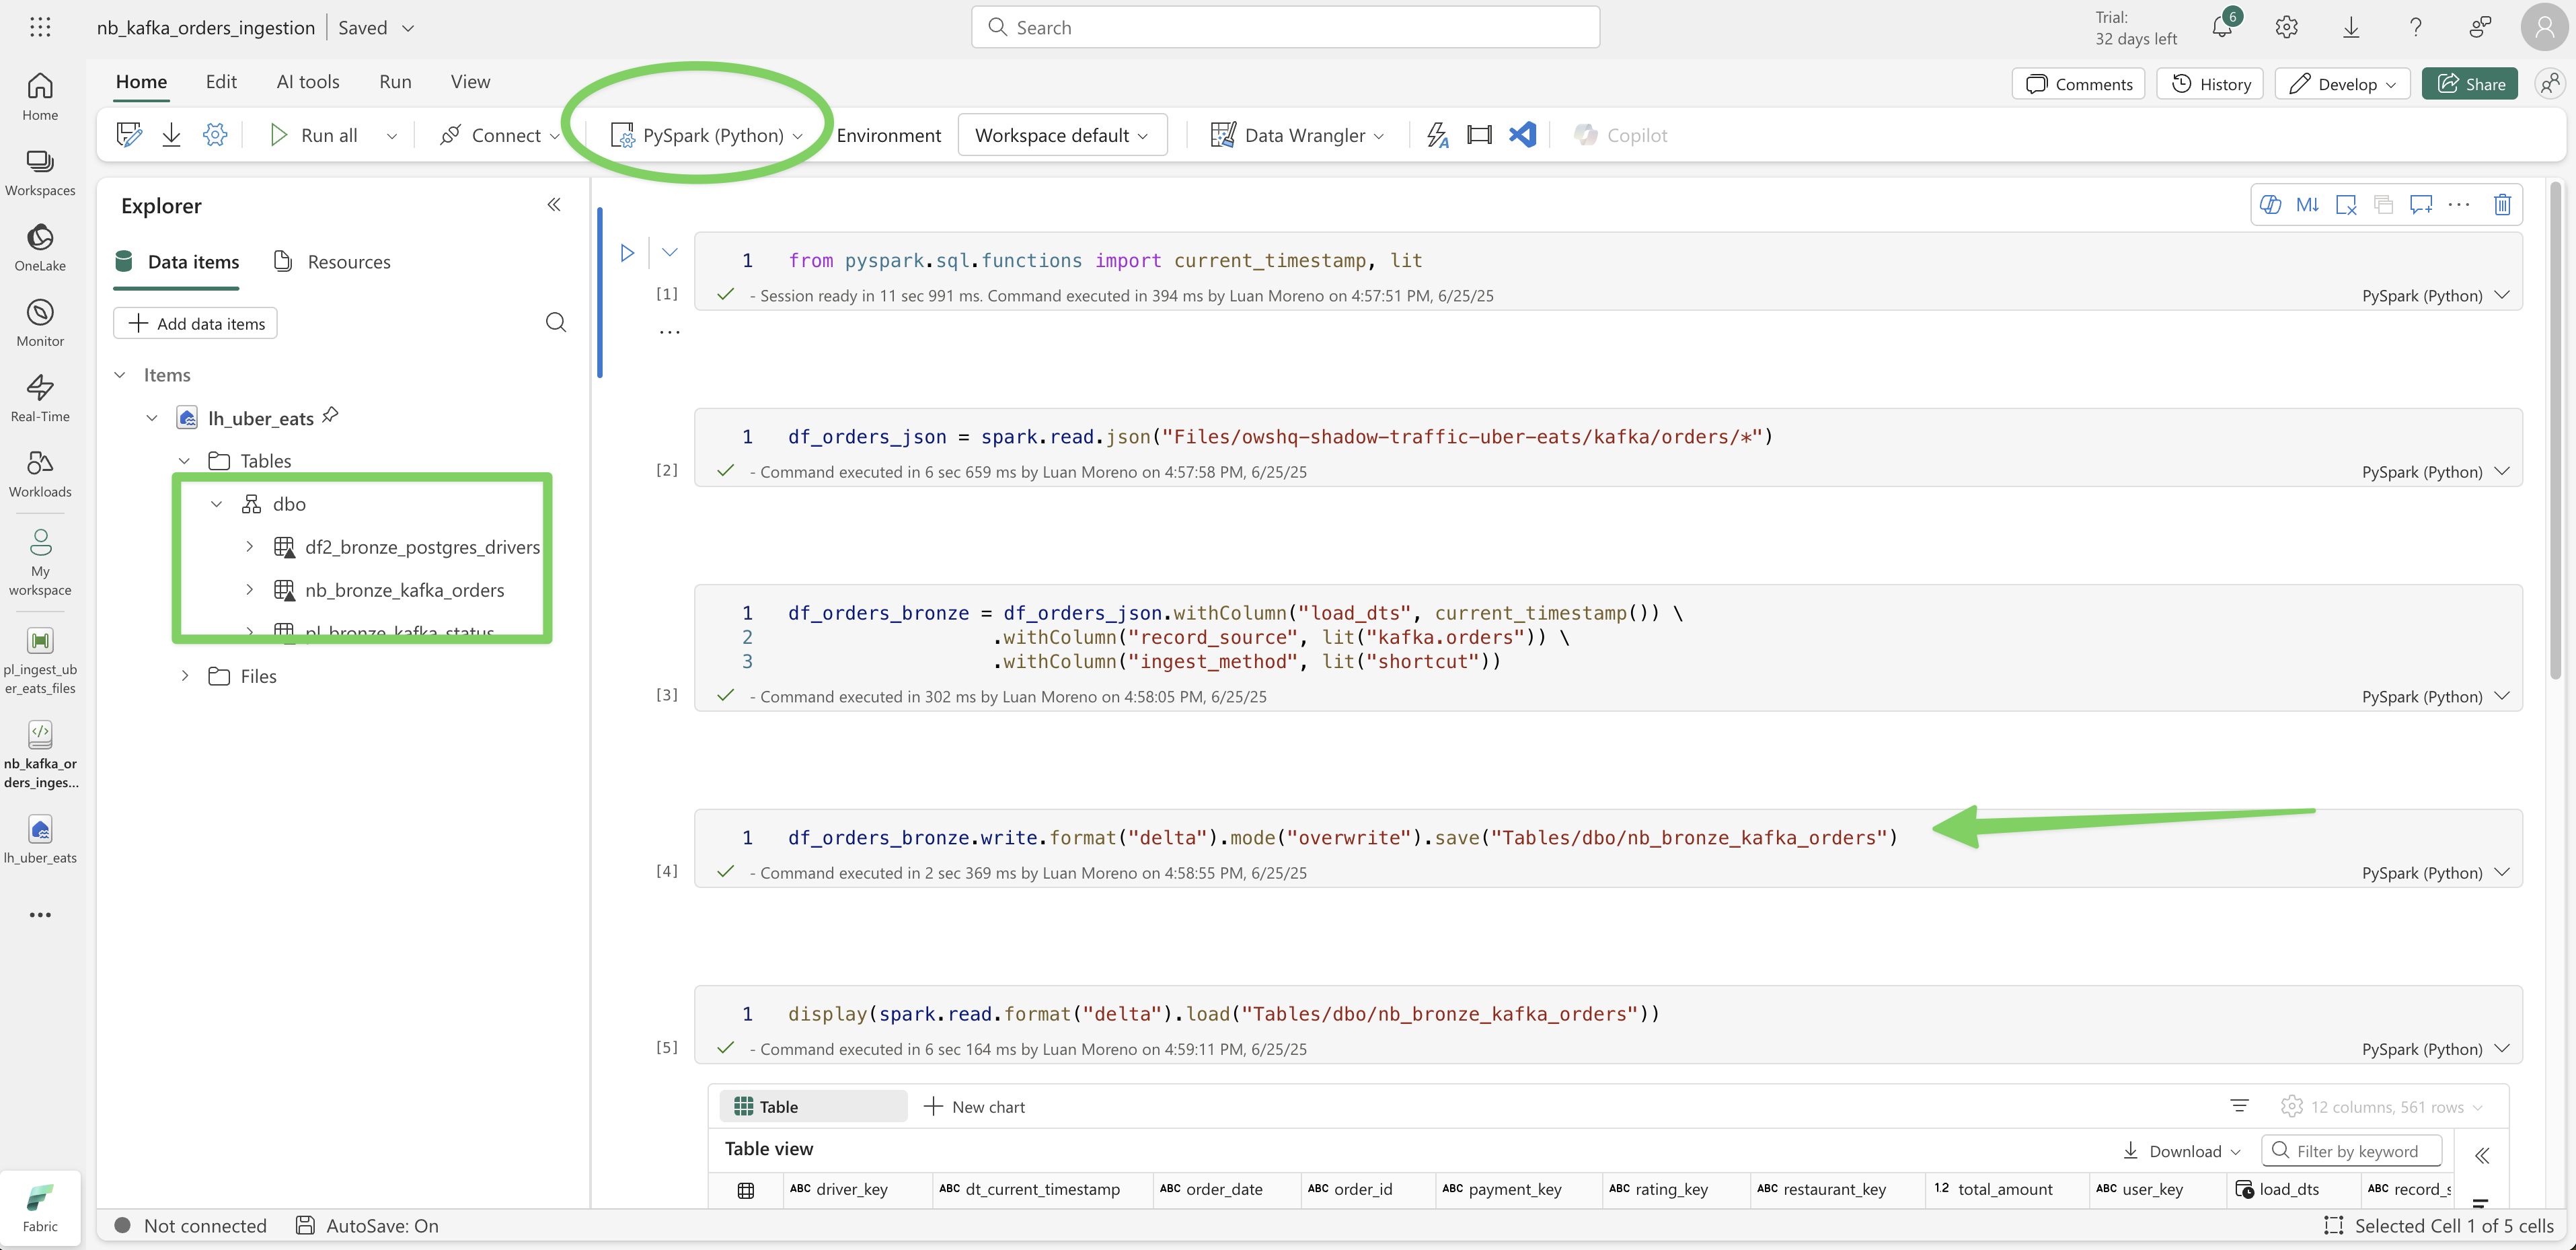 nb_kafka_orders_ingestion | Saved
Search
Trial:
32 days left
6
Home
Edit
AI tools
Run
View
Comments
History
Develop
Share
Run all
Connect
PySpark (Python)
Environment
Workspace default
Data Wrangler
Copilot
Home
Workspaces
OneLake
Monitor
Real-Time
Workloads
My
workspace
pl_ingest_ub
er_eats_files
nb_kafka_or
ders_inges...
lh_uber_eats
Fabric
Explorer
Data items
Resources
Add data items
Items
lh_uber_eats
Tables
dbo
df2_bronze_postgres_drivers
nb_bronze_kafka_orders
pl_bronze_kafka_status
Files
M↓
1 from pyspark.sql.functions import current_timestamp, lit
[1] - Session ready in 11 sec 991 ms. Command executed in 394 ms by Luan Moreno on 4:57:51 PM, 6/25/25 PySpark (Python)
1 df_orders_json = spark.read.json("Files/owshq-shadow-traffic-uber-eats/kafka/orders/*")
[2] - Command executed in 6 sec 659 ms by Luan Moreno on 4:57:58 PM, 6/25/25 PySpark (Python)
1 df_orders_bronze = df_orders_json.withColumn("load_dts", current_timestamp()) \
2 .withColumn("record_source", lit("kafka.orders")) \
3 .withColumn("ingest_method", lit("shortcut"))
[3] - Command executed in 302 ms by Luan Moreno on 4:58:05 PM, 6/25/25 PySpark (Python)
1 df_orders_bronze.write.format("delta").mode("overwrite").save("Tables/dbo/nb_bronze_kafka_orders")
[4] - Command executed in 2 sec 369 ms by Luan Moreno on 4:58:55 PM, 6/25/25 PySpark (Python)
1 display(spark.read.format("delta").load("Tables/dbo/nb_bronze_kafka_orders"))
[5] - Command executed in 6 sec 164 ms by Luan Moreno on 4:59:11 PM, 6/25/25 PySpark (Python)
Table
New chart
12 columns, 561 rows
Table view
Download
Filter by keyword
ABC driver_key ABC dt_current_timestamp ABC order_date ABC order_id ABC payment_key ABC rating_key ABC restaurant_key 1.2 total_amount ABC user_key load_dts ABC record_s
Not connected
AutoSave: On
Selected Cell 1 of 5 cells